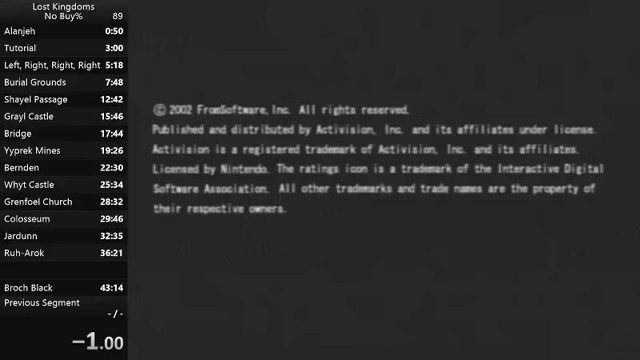 Lost Kingdoms
No Buy% 89
Alanjeh 0:50
Tutorial 3:00
Left, Right, Right, Right 5:18
Burial Grounds 7:48
Shayel Passage 12:42
Grayl Castle 15:46
Bridge 17:44
Yyprek Mines 19:26
Bernden 22:30
Whyt Castle 25:34
Grenfoel Church 28:32
Colosseum 29:46
Jardunn 32:35
Ruh-Arok 36:21
Broch Black 43:14
Previous Segment
- / -
−1.00
© 2002 FromSoftware, Inc. All rights reserved.
Published and distributed by Activision, Inc. and its affiliates under license.
Activision is a registered trademark of Activision, Inc. and its affiliates.
Licensed by Nintendo. The ratings icon is a trademark of the Interactive Digital
Software Association. All other trademarks and trade names are the property of
their respective owners.